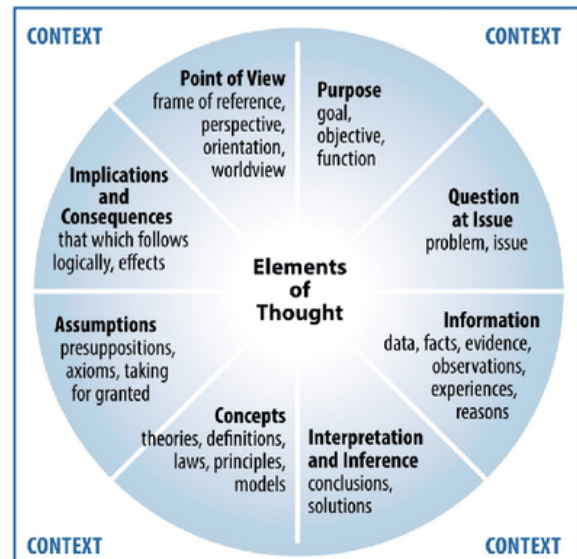 CONTEXT
CONTEXT
Point of View
frame of reference,
perspective,
orientation,
worldview
Purpose
goal,
objective,
function
Implications
and
Consequences
that which follows
logically, effects
Question
at Issue
problem, issue
Elements
of
Thought
Assumptions
presuppositions,
axioms, taking
for granted
Information
data, facts, evidence,
observations,
experiences,
reasons
Concepts
theories, definitions,
laws, principles,
models
Interpretation
and Inference
conclusions,
solutions
CONTEXT
CONTEXT